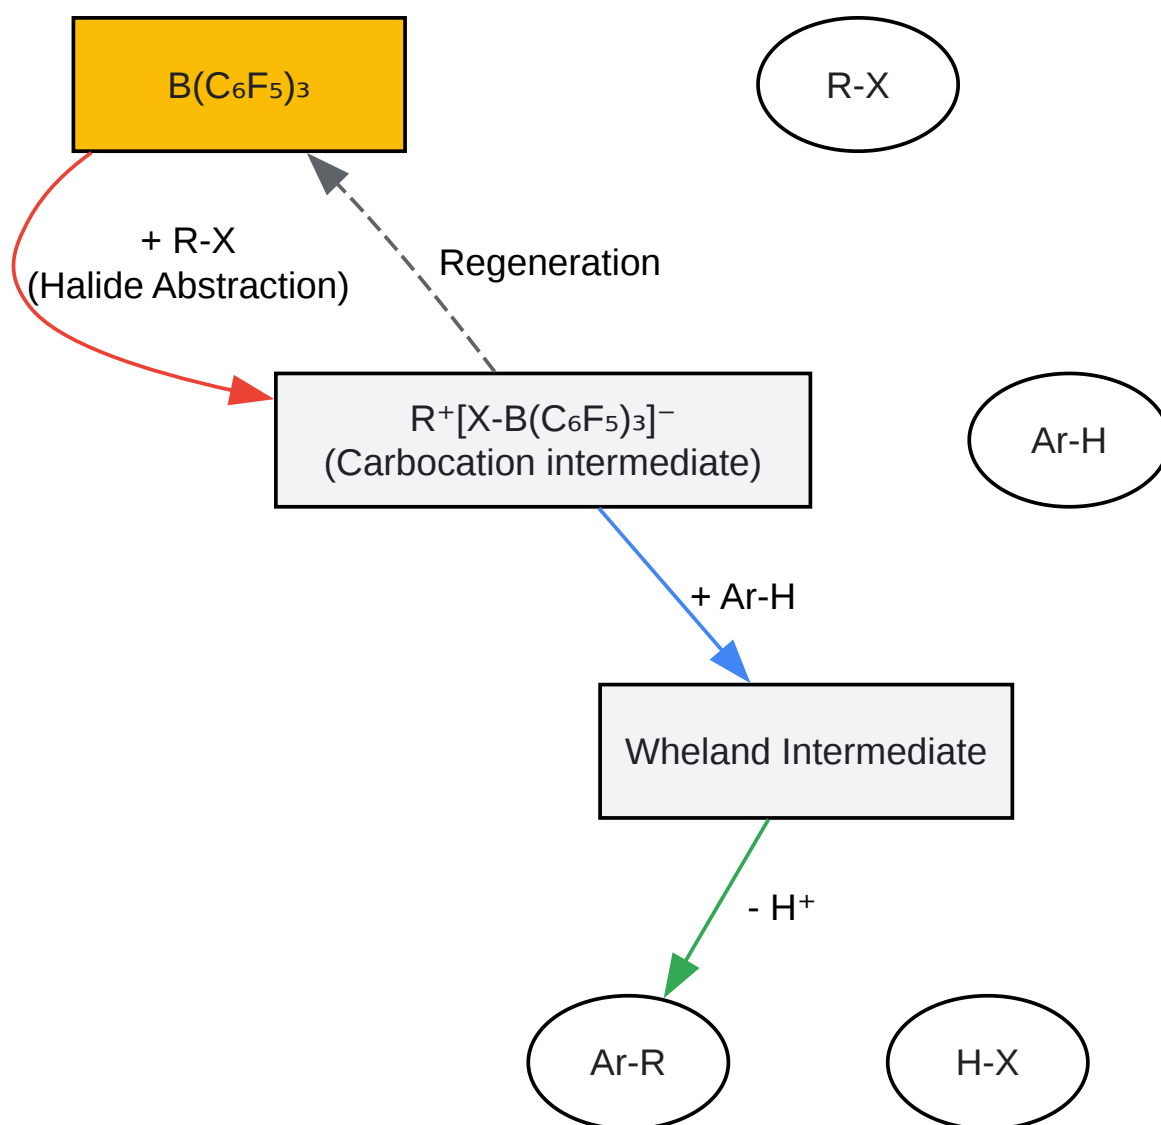 B(C₆F₅)₃
R-X
+ R-X
(Halide Abstraction)
Regeneration
R⁺[X-B(C₆F₅)₃]⁻
(Carbocation intermediate)
Ar-H
+ Ar-H
Wheland Intermediate
- H⁺
Ar-R
H-X